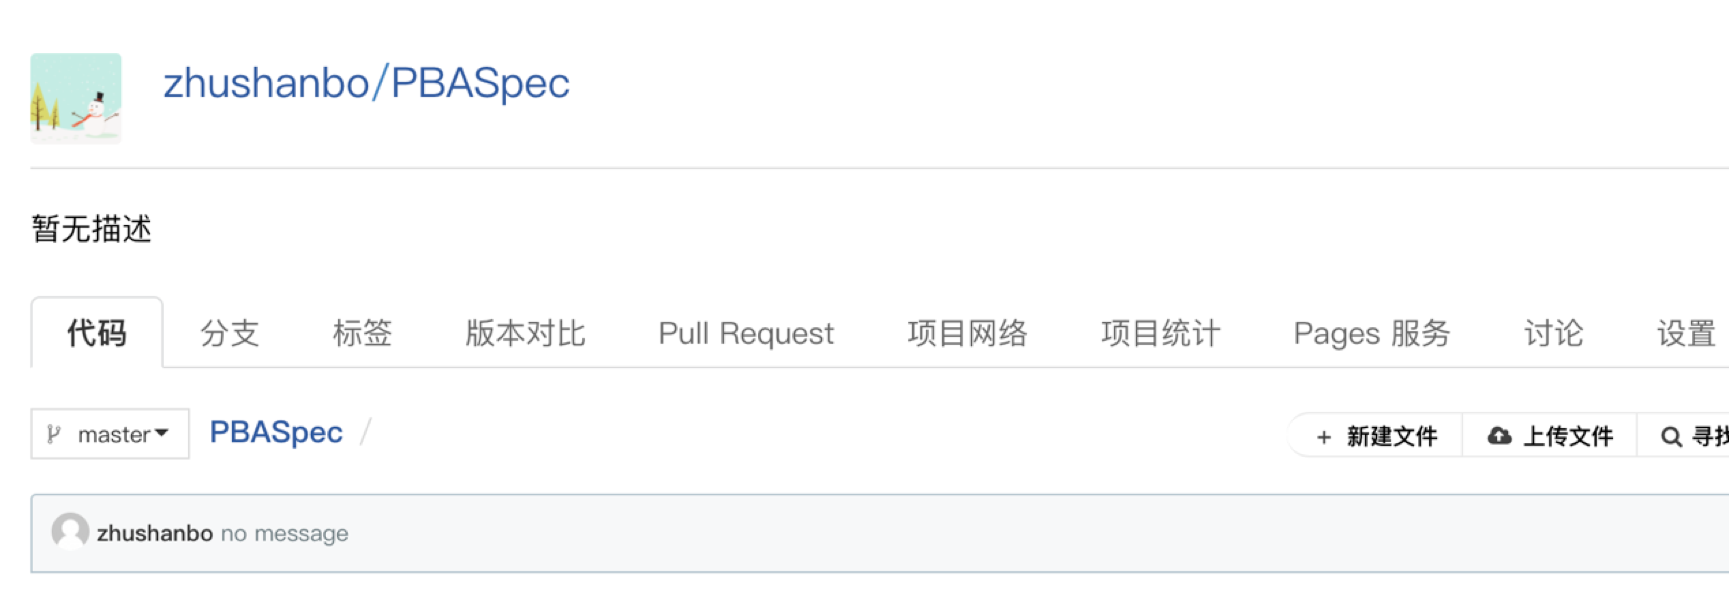 zhushanbo/PBASpec
暂无描述
代码 分支 标签 版本对比 Pull Request 项目网络 项目统计 Pages 服务 讨论 设置
master PBASpec / + 新建文件 上传文件 寻找
zhushanbo no message